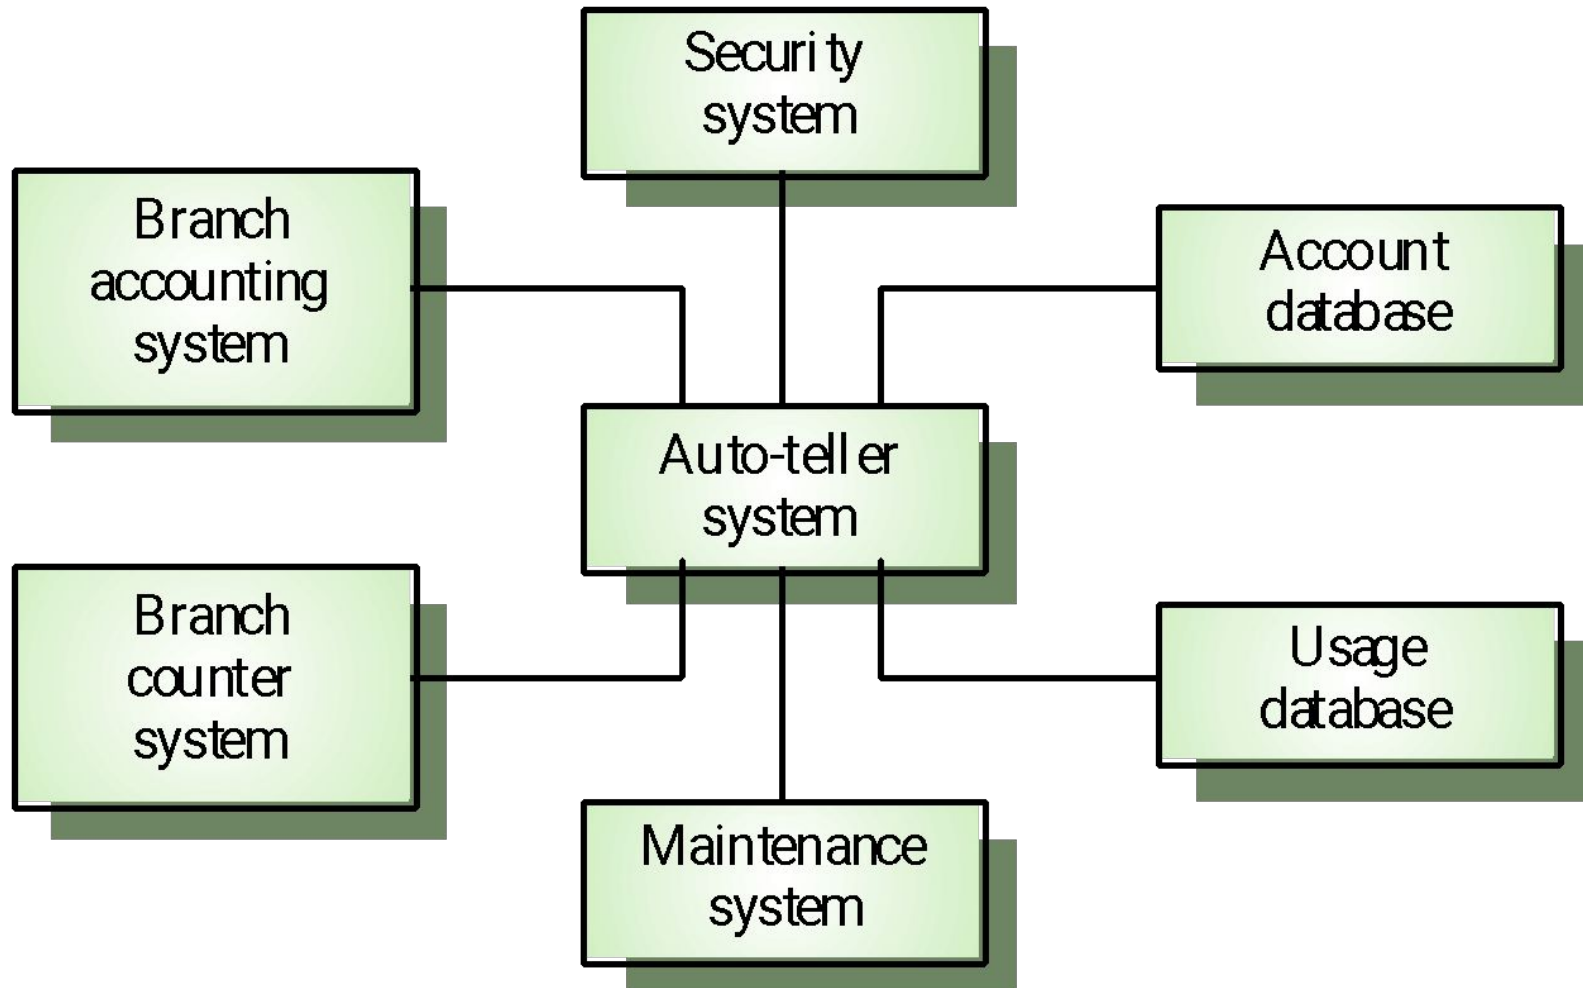 Security
system
Branch
accounting
system
Account
database
Auto-teller
system
Branch
counter
system
Usage
database
Maintenance
system